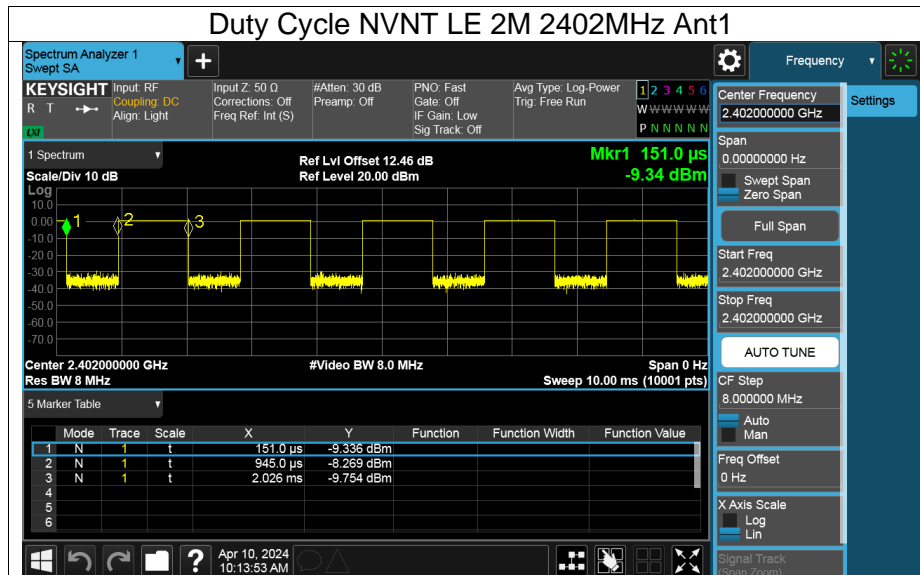 Duty Cycle NVNT LE 2M 2402MHz Ant1
Spectrum Analyzer 1
Swept SA
+
Frequency
KEYSIGHT
R T
LXI
Input: RF
Coupling: DC
Align: Light
Input Z: 50 Ω
Corrections: Off
Freq Ref: Int (S)
#Atten: 30 dB
Preamp: Off
PNO: Fast
Gate: Off
IF Gain: Low
Sig Track: Off
Avg Type: Log-Power
Trig: Free Run
1 2 3 4 5 6
W W W W W W
P N N N N N
1 Spectrum
Scale/Div 10 dB
Ref Lvl Offset 12.46 dB
Ref Level 20.00 dBm
Mkr1 151.0 µs
-9.34 dBm
Log
10.0
0.00
-10.0
-20.0
-30.0
-40.0
-50.0
-60.0
-70.0
1
2
3
Center 2.402000000 GHz
Res BW 8 MHz
#Video BW 8.0 MHz
Span 0 Hz
Sweep 10.00 ms (10001 pts)
5 Marker Table
Mode Trace Scale X Y Function Function Width Function Value
1 N 1 t 151.0 µs -9.336 dBm
2 N 1 t 945.0 µs -8.269 dBm
3 N 1 t 2.026 ms -9.754 dBm
4
5
6
?
Apr 10, 2024
10:13:53 AM
Center Frequency
2.402000000 GHz
Settings
Span
0.00000000 Hz
Swept Span
Zero Span
Full Span
Start Freq
2.402000000 GHz
Stop Freq
2.402000000 GHz
AUTO TUNE
CF Step
8.000000 MHz
Auto
Man
Freq Offset
0 Hz
X Axis Scale
Log
Lin
Signal Track
(Span Zoom)